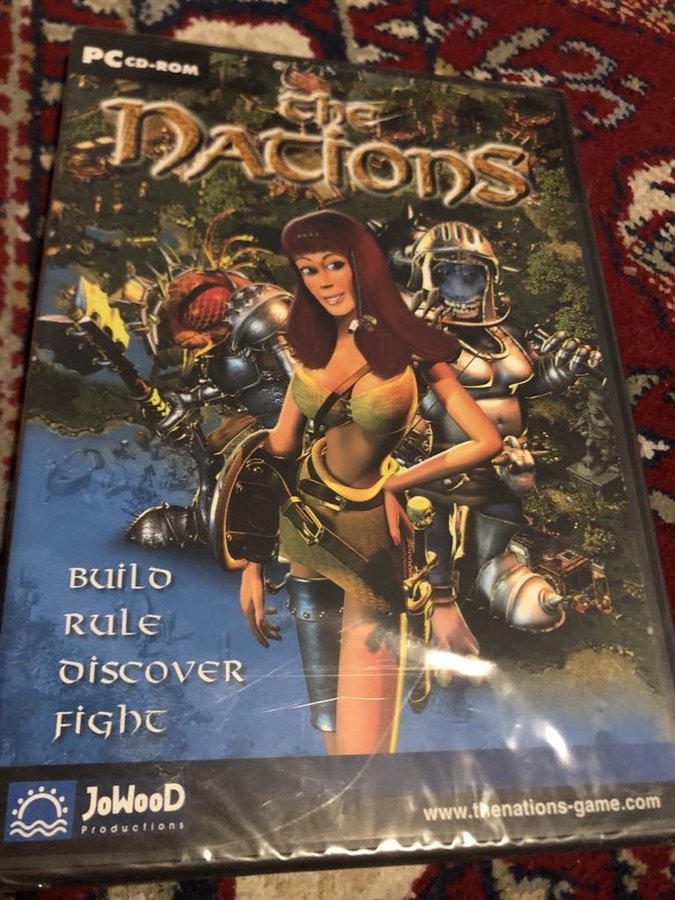 PC CD-ROM
the
Nations
Build
Rule
Discover
Fight
JoWooD
Productions
www.thenations-game.com